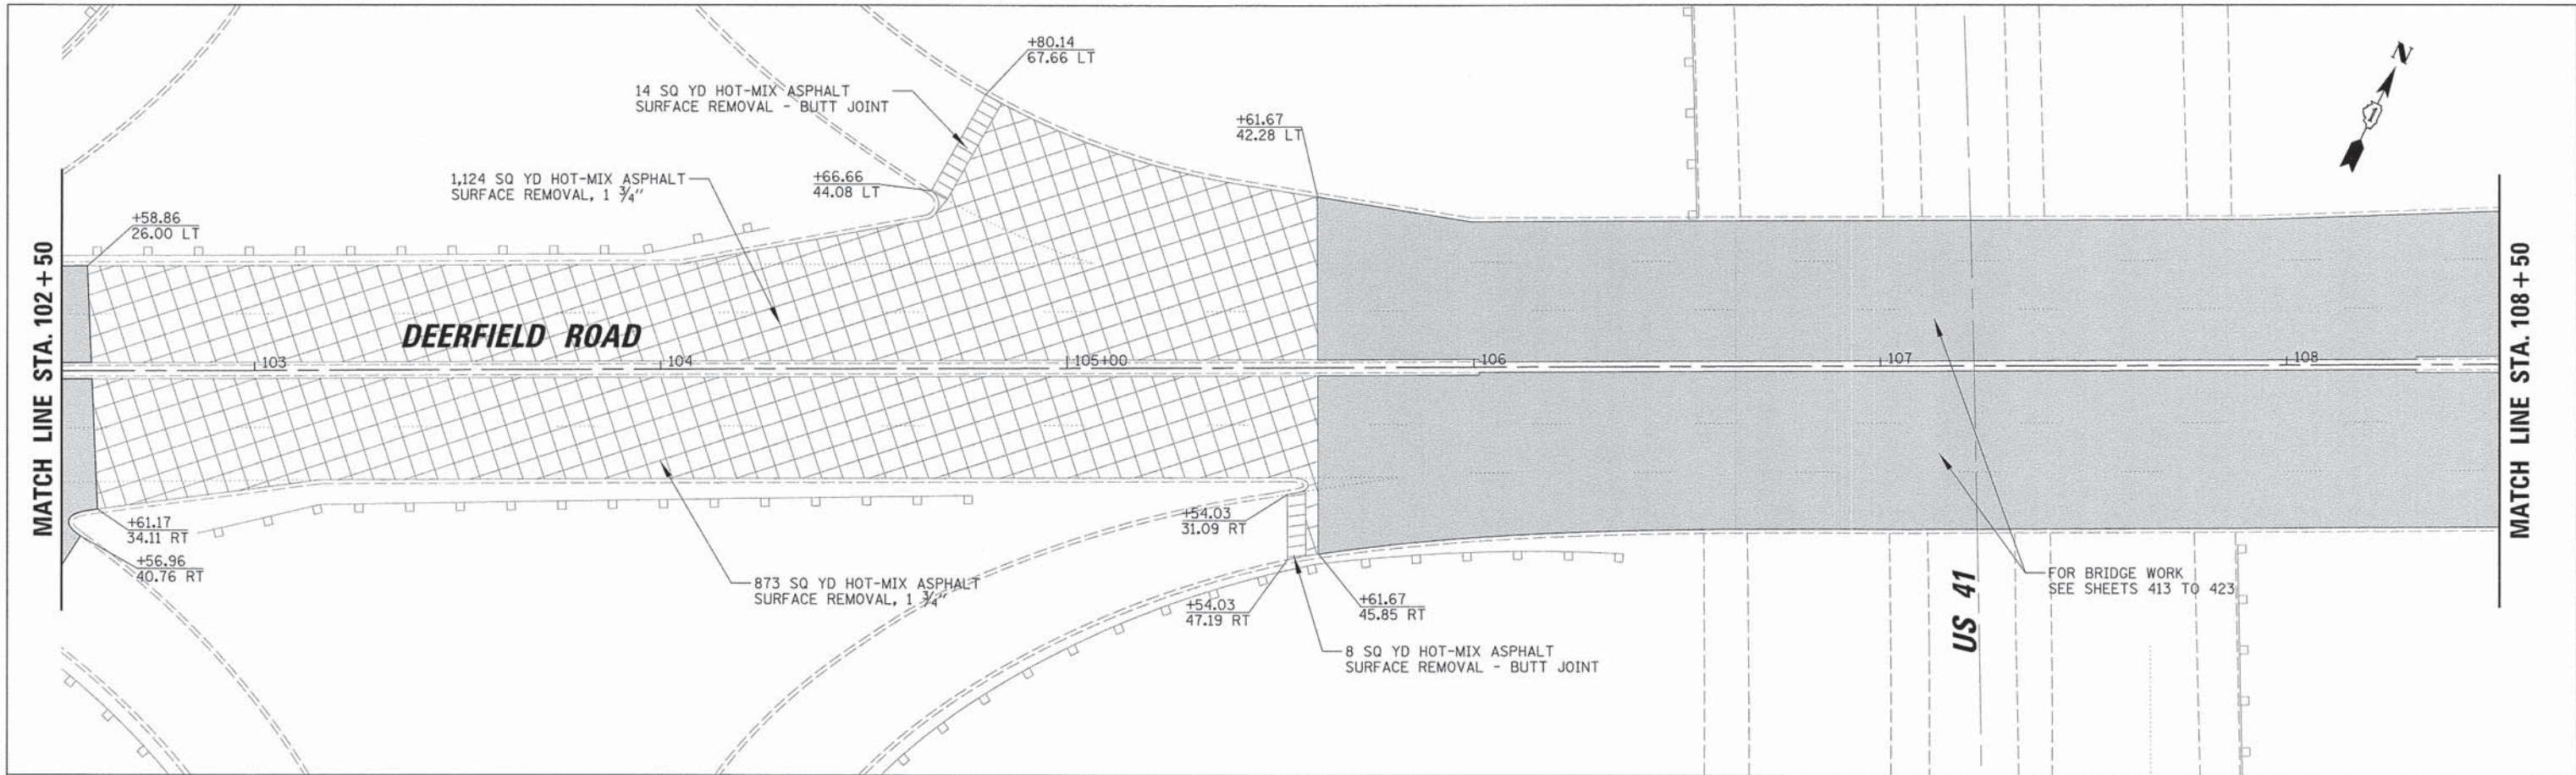 +80.14
67.66 LT
14 SQ YD HOT-MIX ASPHALT
SURFACE REMOVAL - BUTT JOINT
N
1
+61.67
42.28 LT
1,124 SQ YD HOT-MIX ASPHALT
SURFACE REMOVAL, 1 3/4"
+66.66
44.08 LT
+58.86
26.00 LT
MATCH LINE STA. 102+50
DEERFIELD ROAD
103
104
105+00
106
107
108
MATCH LINE STA. 108+50
+61.17
34.11 RT
+56.96
40.76 RT
+54.03
31.09 RT
873 SQ YD HOT-MIX ASPHALT
SURFACE REMOVAL, 1 3/4"
+54.03
47.19 RT
+61.67
45.85 RT
8 SQ YD HOT-MIX ASPHALT
SURFACE REMOVAL - BUTT JOINT
US 41
FOR BRIDGE WORK
SEE SHEETS 413 TO 423